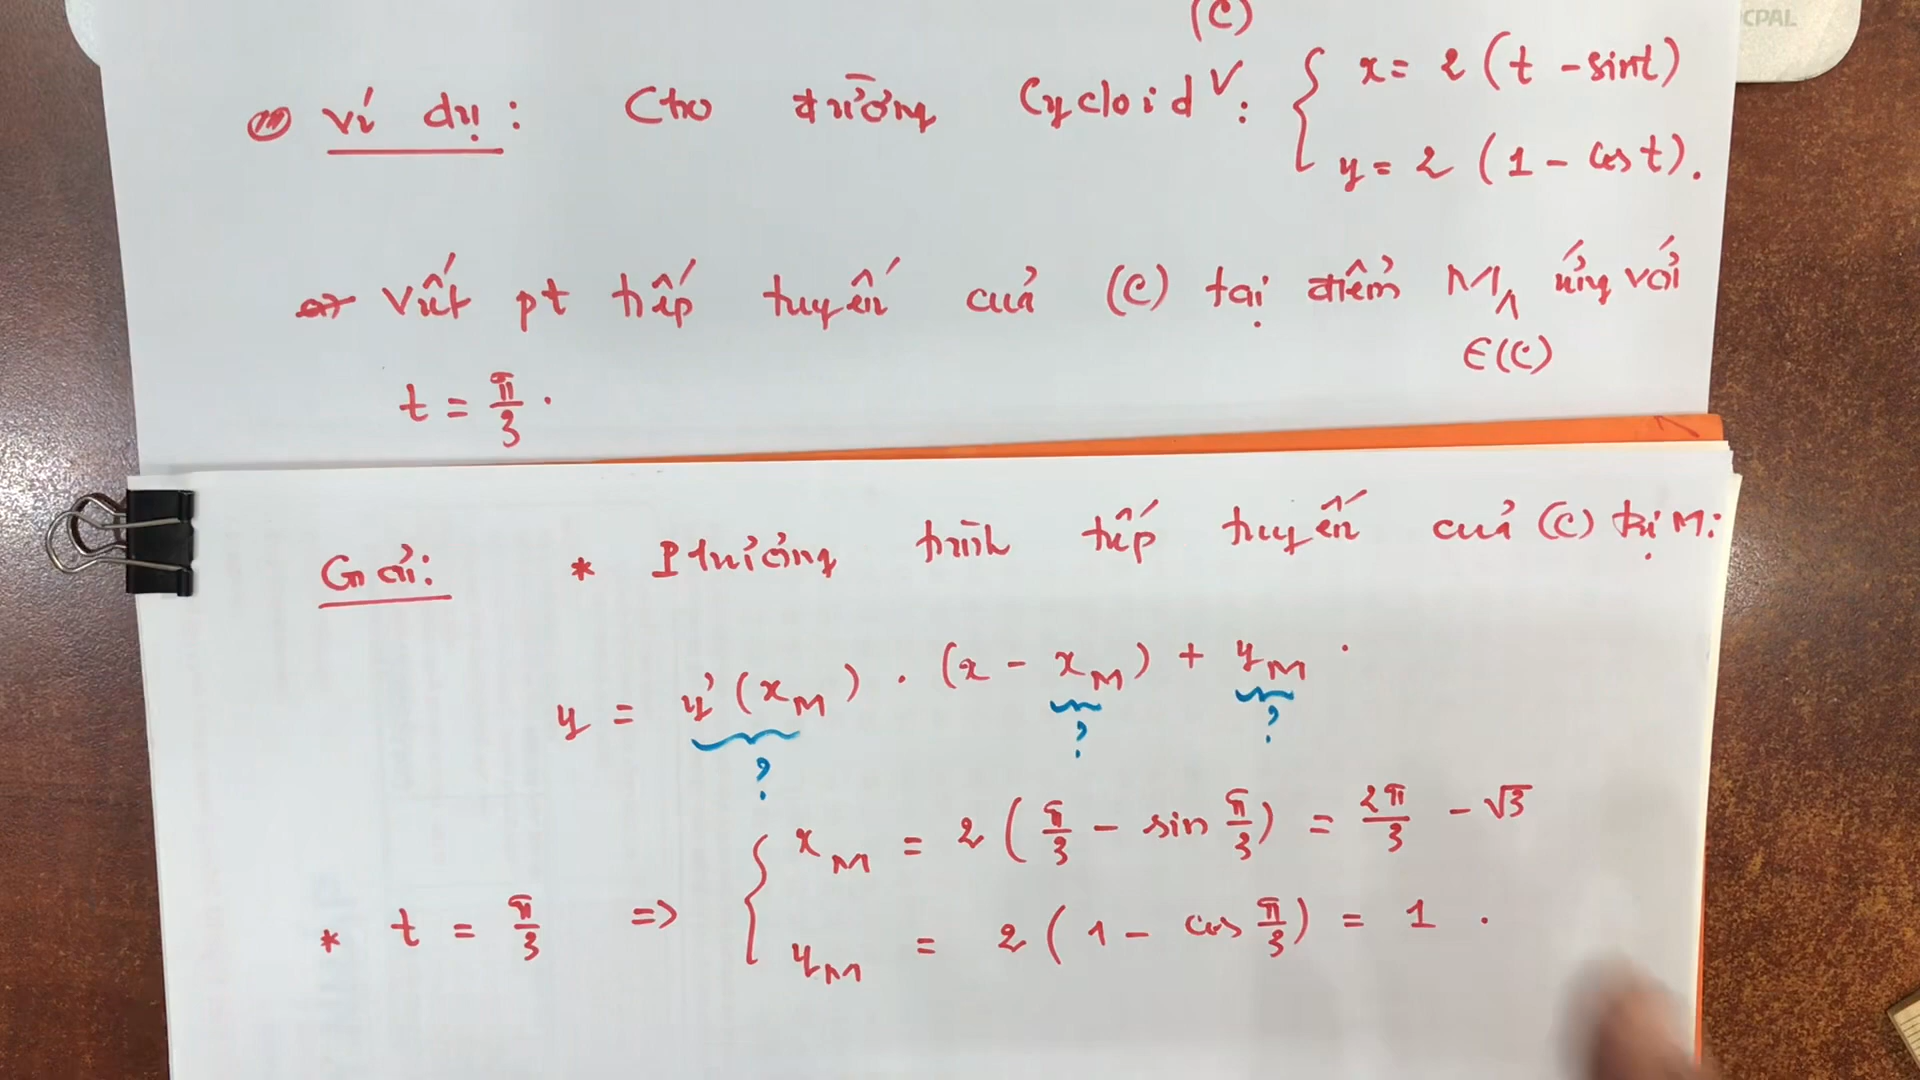 (C)
CPAL
Ví dụ: Cho đường Cycloid: { x = 2 (t - sint)
y = 2 (1 - cos t).
Viết pt tiếp tuyến của (C) tại điểm M ứng với
∈(C)
t = π/3.
Giải: * Phương trình tiếp tuyến của (C) tại M:
y = y'(x_M) . (x - x_M) + y_M .
? ? ?
x_M = 2 (π/3 - sin π/3) = 2π/3 - √3
* t = π/3 => {
y_M = 2 (1 - cos π/3) = 1 .